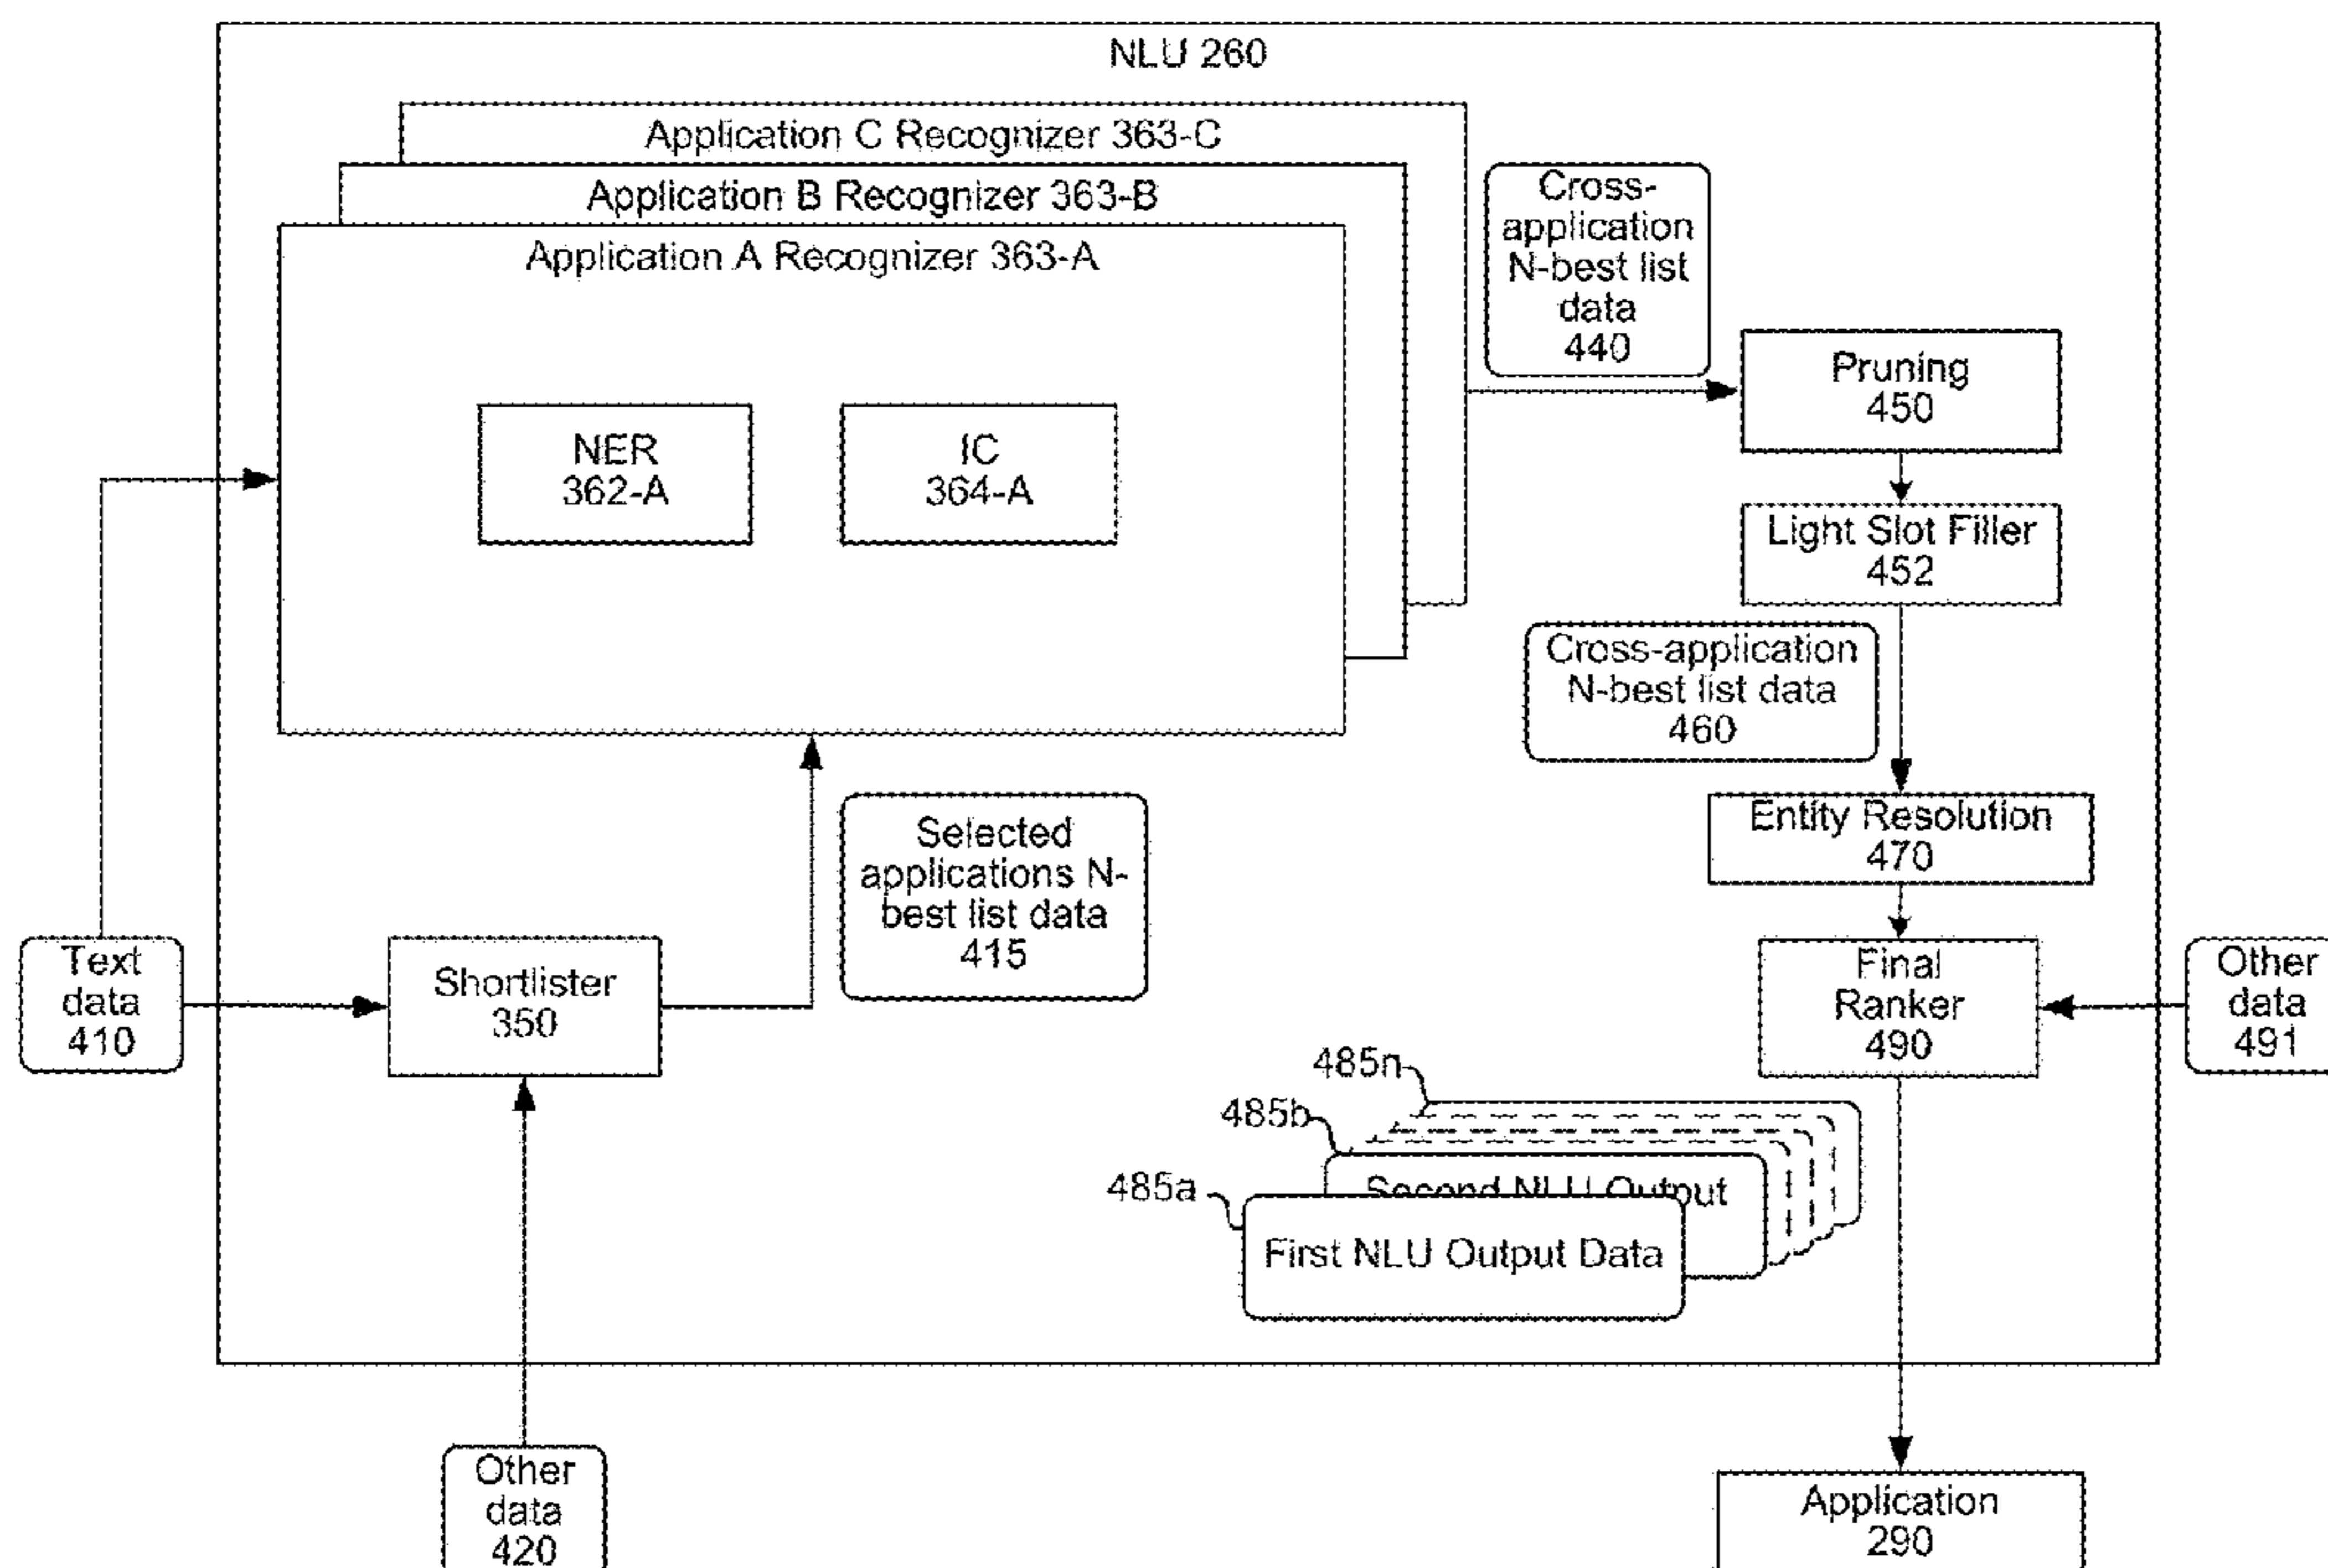 NLU 260
Application C Recognizer 363-C
Application B Recognizer 363-B
Application A Recognizer 363-A
NER
362-A
IC
364-A
Cross-
application
N-best list
data
440
Pruning
450
Light Slot Filler
452
Cross-application
N-best list data
460
Entity Resolution
470
Selected
applications N-
best list data
415
Text
data
410
Shortlister
350
Final
Ranker
490
Other
data
491
485n
485b
485a
Second NLU Output
First NLU Output Data
Other
data
420
Application
290